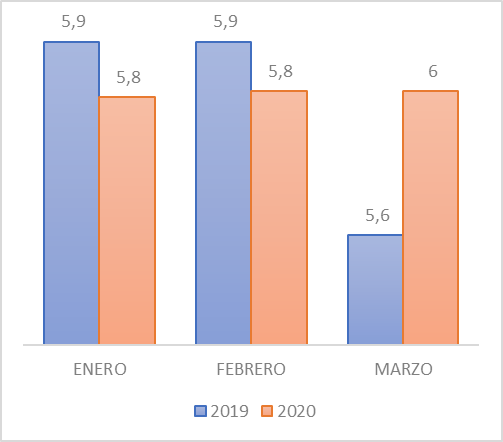 5,9 5,9
5,8 5,8 6
5,6
ENERO FEBRERO MARZO
2019 2020